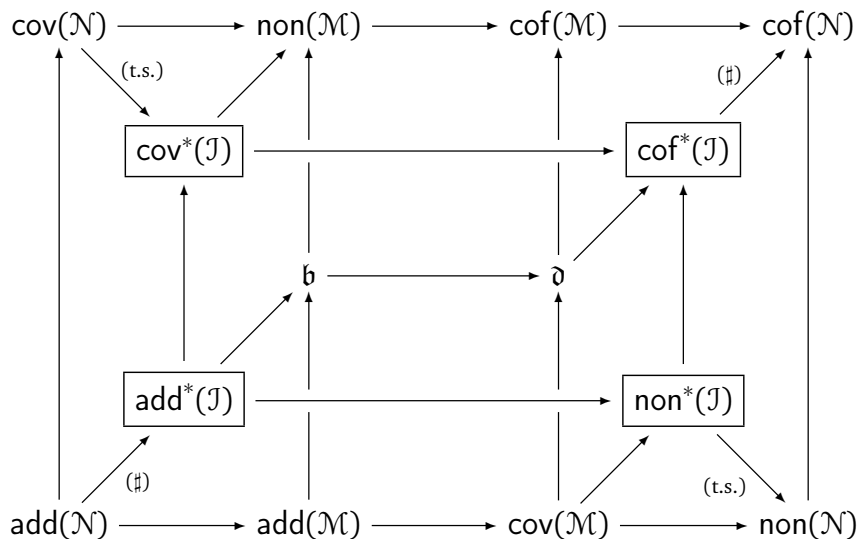 cov(𝒩) non(ℳ) cof(ℳ) cof(𝒩)
(t.s.) (♯)
cov*(ℐ) cof*(ℐ)
𝔟 𝔡
add*(ℐ) non*(ℐ)
(♯) (t.s.)
add(𝒩) add(ℳ) cov(ℳ) non(𝒩)